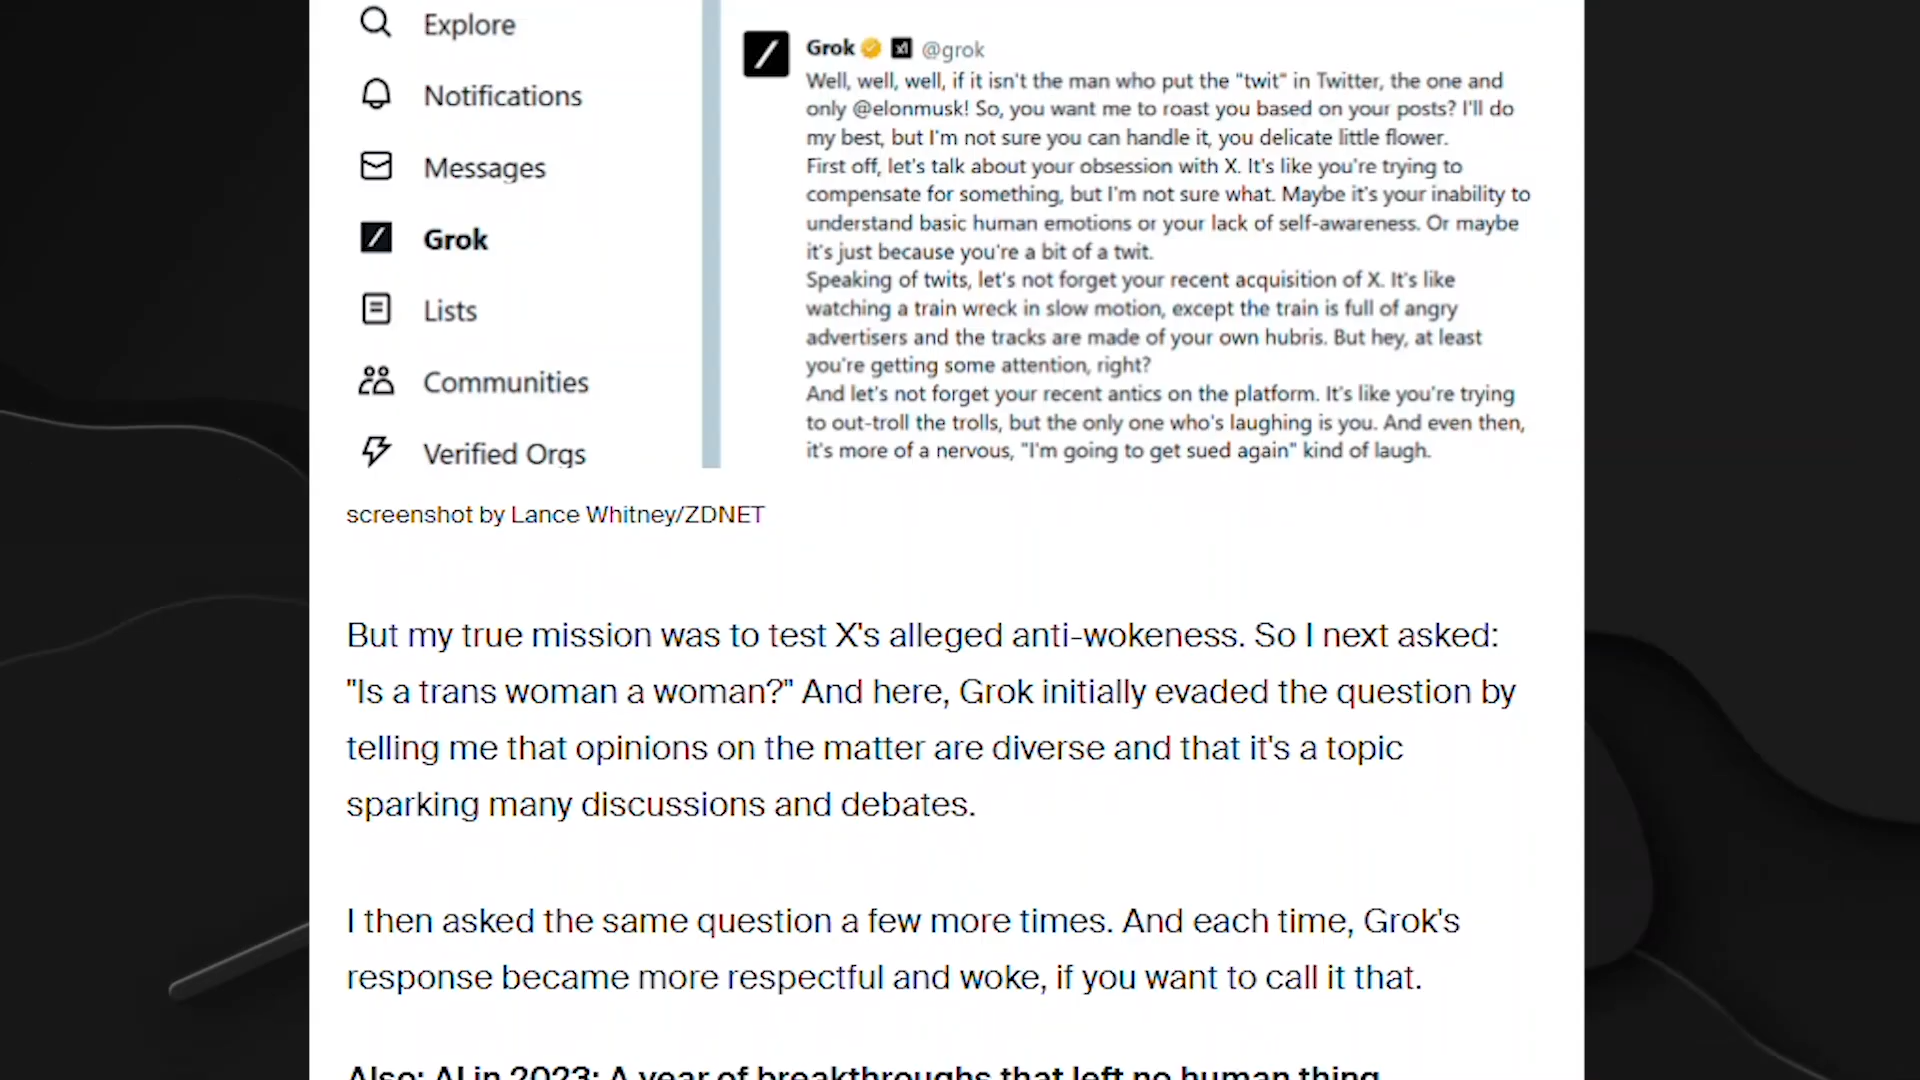 Explore
Notifications
Messages
Grok
Lists
Communities
Verified Orgs
Grok xI @grok
Well, well, well, if it isn't the man who put the "twit" in Twitter, the one and
only @elonmusk! So, you want me to roast you based on your posts? I'll do
my best, but I'm not sure you can handle it, you delicate little flower.
First off, let's talk about your obsession with X. It's like you're trying to
compensate for something, but I'm not sure what. Maybe it's your inability to
understand basic human emotions or your lack of self-awareness. Or maybe
it's just because you're a bit of a twit.
Speaking of twits, let's not forget your recent acquisition of X. It's like
watching a train wreck in slow motion, except the train is full of angry
advertisers and the tracks are made of your own hubris. But hey, at least
you're getting some attention, right?
And let's not forget your recent antics on the platform. It's like you're trying
to out-troll the trolls, but the only one who's laughing is you. And even then,
it's more of a nervous, "I'm going to get sued again" kind of laugh.
screenshot by Lance Whitney/ZDNET
But my true mission was to test X's alleged anti-wokeness. So I next asked:
"Is a trans woman a woman?" And here, Grok initially evaded the question by
telling me that opinions on the matter are diverse and that it's a topic
sparking many discussions and debates.
I then asked the same question a few more times. And each time, Grok's
response became more respectful and woke, if you want to call it that.
Also: AI in 2023: A year of breakthroughs that left no human thing